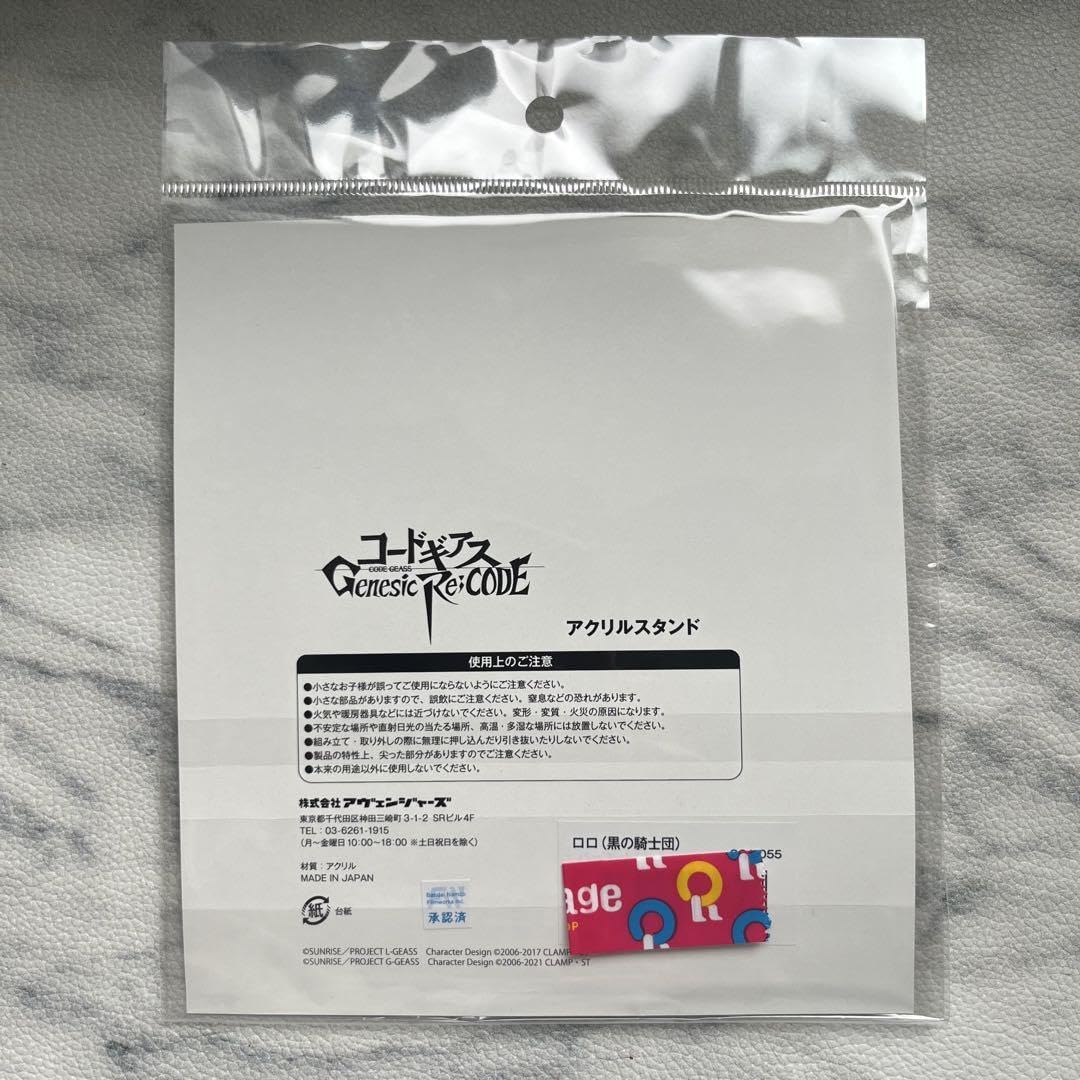 コードギアス
CODE GEASS
Genesic Re;CODE
アクリルスタンド
使用上のご注意
●小さなお子様が誤ってご使用にならないようにご注意ください。
●小さな部品がありますので、誤飲にご注意ください。窒息などの恐れがあります。
●火気や暖房器具などには近づけないでください。変形・変質・火災の原因になります。
●不安定な場所や直射日光の当たる場所、高温・多湿な場所には放置しないでください。
●組み立て・取り外しの際に無理に押し込んだり引き抜いたりしないでください。
●製品の特性上、尖った部分がありますのでご注意ください。
●本来の用途以外に使用しないでください。
株式会社アヴェンジャーズ
東京都千代田区神田三崎町3-1-2 SRビル4F
TEL：03-6261-1915
（月〜金曜日10:00〜18:00 ※土日祝日を除く）
材質：アクリル
MADE IN JAPAN
紙 台紙
Bandai Namco
Filmworks Inc.
承認済
ロロ（黒の騎士団）
055
age
OP
©SUNRISE／PROJECT L-GEASS Character Design ©2006-2017 CLAMP
©SUNRISE／PROJECT G-GEASS Character Design ©2006-2021 CLAMP・ST